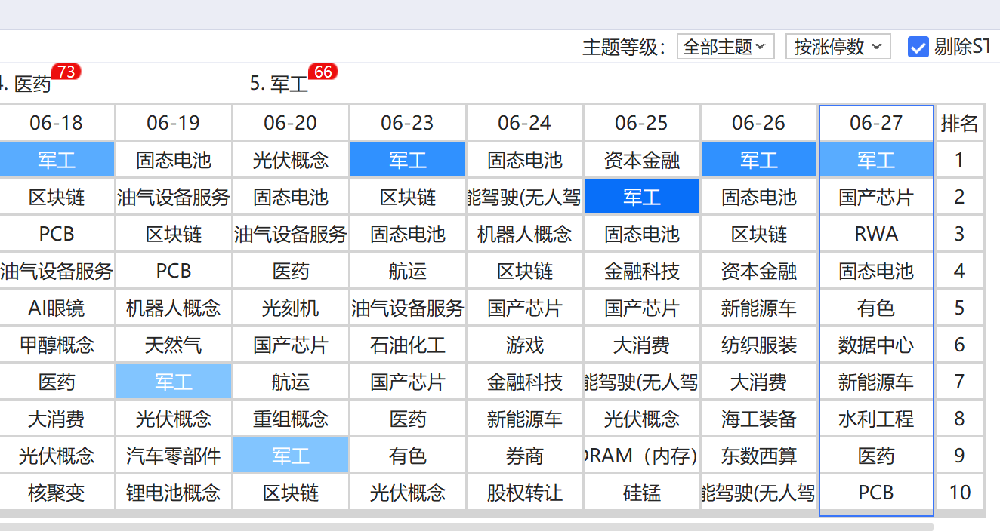 主题等级： 全部主题 按涨停数 剔除ST
4. 医药 73 5. 军工 66
06-18 06-19 06-20 06-23 06-24 06-25 06-26 06-27 排名
军工 固态电池 光伏概念 军工 固态电池 资本金融 军工 军工 1
区块链 油气设备服务 固态电池 区块链 能驾驶(无人驾 军工 固态电池 国产芯片 2
PCB 区块链 油气设备服务 固态电池 机器人概念 固态电池 区块链 RWA 3
油气设备服务 PCB 医药 航运 区块链 金融科技 资本金融 固态电池 4
AI眼镜 机器人概念 光刻机 油气设备服务 国产芯片 国产芯片 新能源车 有色 5
甲醇概念 天然气 国产芯片 石油化工 游戏 大消费 纺织服装 数据中心 6
医药 军工 航运 国产芯片 金融科技 能驾驶(无人驾 大消费 新能源车 7
大消费 光伏概念 重组概念 医药 新能源车 光伏概念 海工装备 水利工程 8
光伏概念 汽车零部件 军工 有色 券商 DRAM（内存） 东数西算 医药 9
核聚变 锂电池概念 区块链 光伏概念 股权转让 硅锰 能驾驶(无人驾 PCB 10